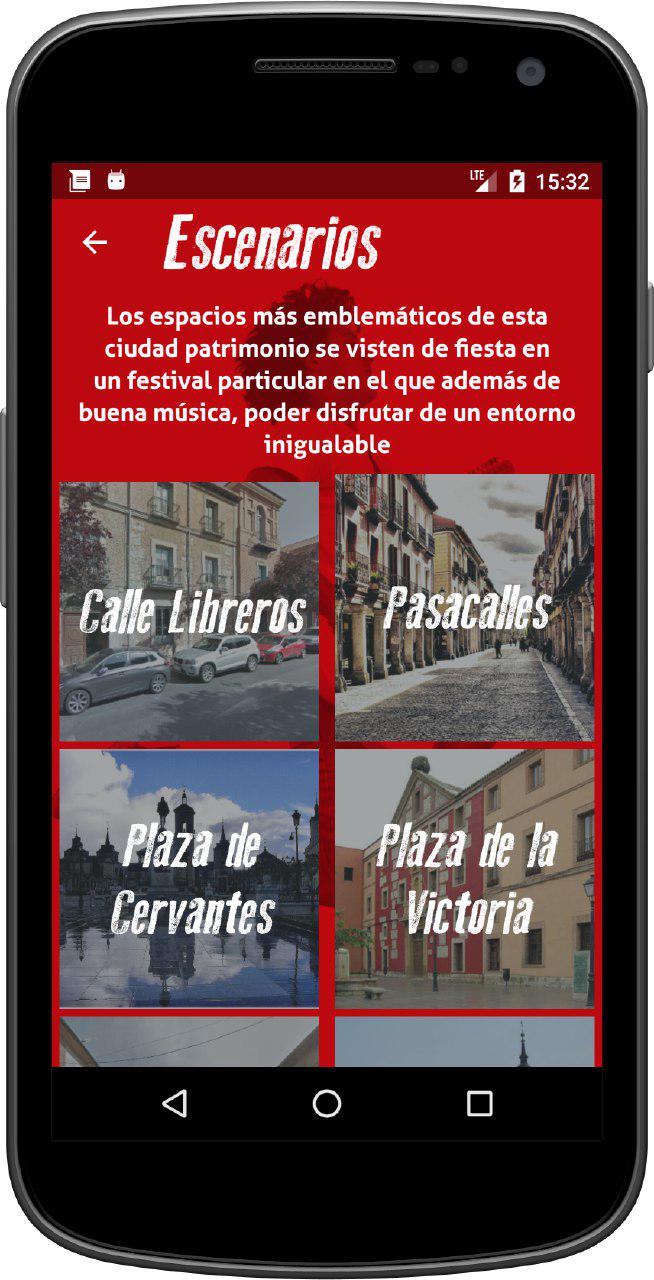 LTE 15:32
Escenarios
Los espacios más emblemáticos de esta
ciudad patrimonio se visten de fiesta en
un festival particular en el que además de
buena música, poder disfrutar de un entorno
inigualable
Calle Libreros
Pasacalles
Plaza de
Cervantes
Plaza de la
Victoria